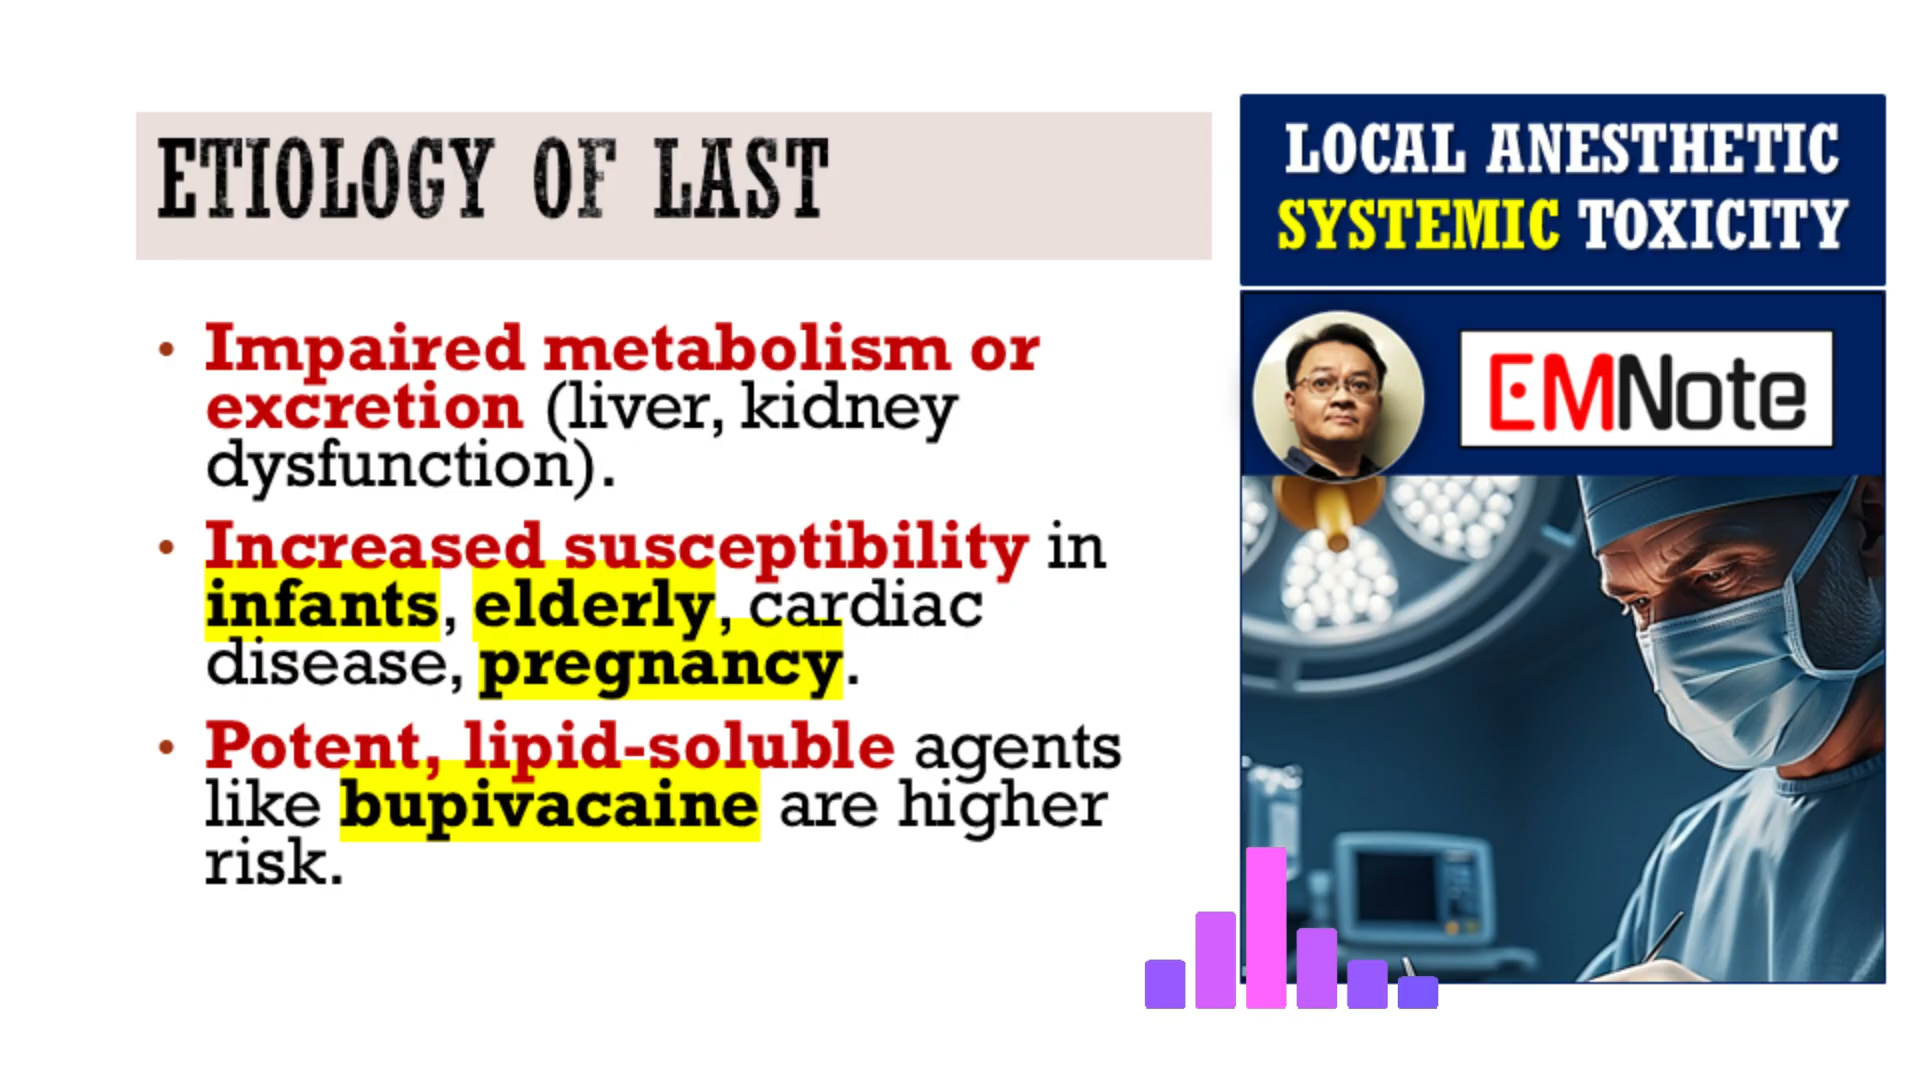 ETIOLOGY OF LAST
• Impaired metabolism or
excretion (liver, kidney
dysfunction).
• Increased susceptibility in
infants, elderly, cardiac
disease, pregnancy.
• Potent, lipid-soluble agents
like bupivacaine are higher
risk.
LOCAL ANESTHETIC
SYSTEMIC TOXICITY
EMNote